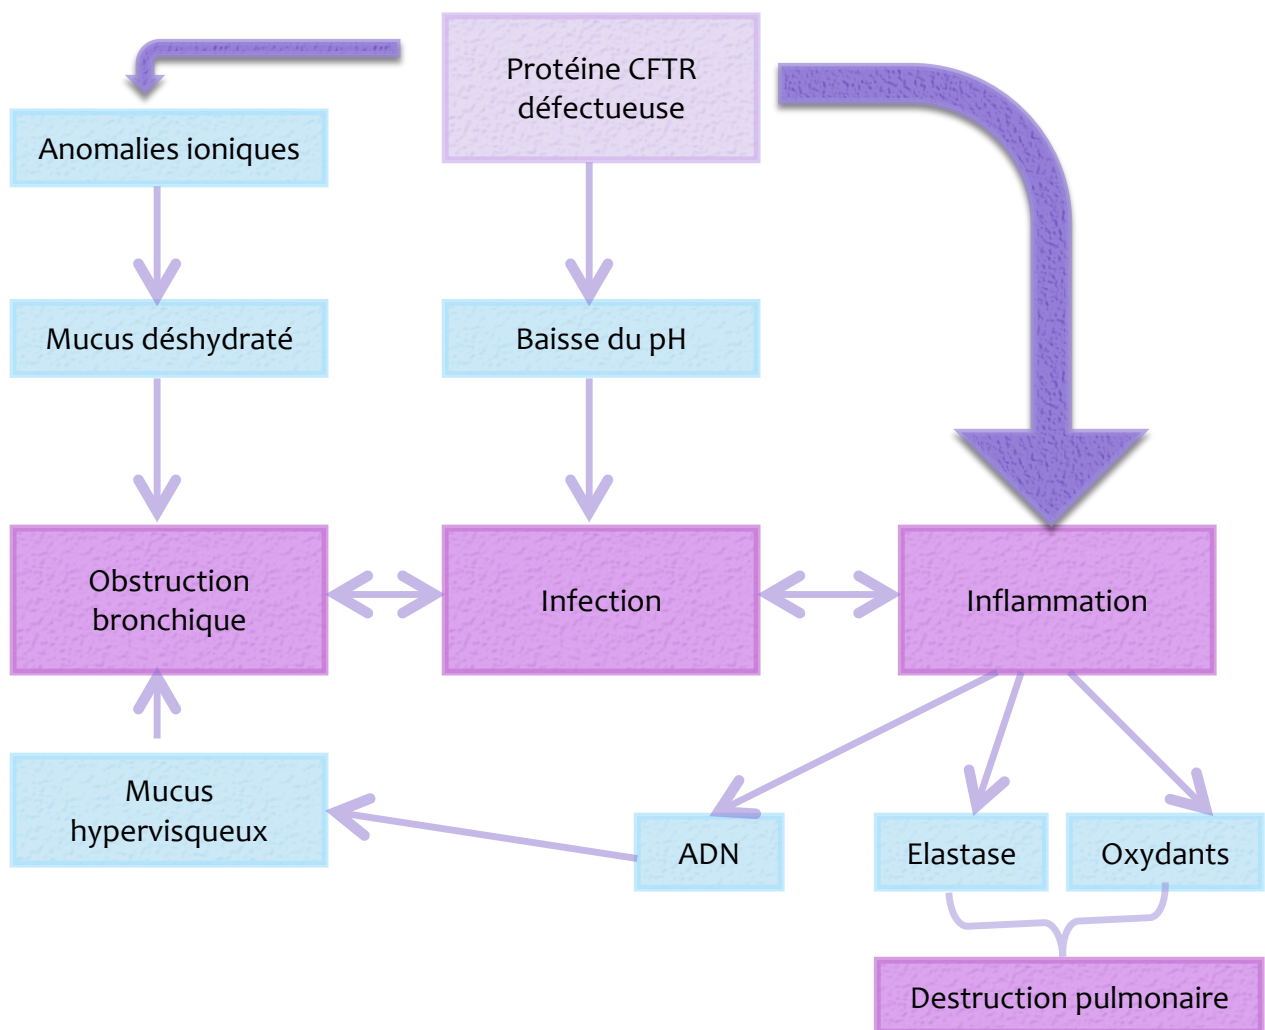 Protéine CFTR
défectueuse
Anomalies ioniques
Mucus déshydraté
Baisse du pH
Obstruction
bronchique
Infection
Inflammation
Mucus
hypervisqueux
ADN
Elastase
Oxydants
Destruction pulmonaire